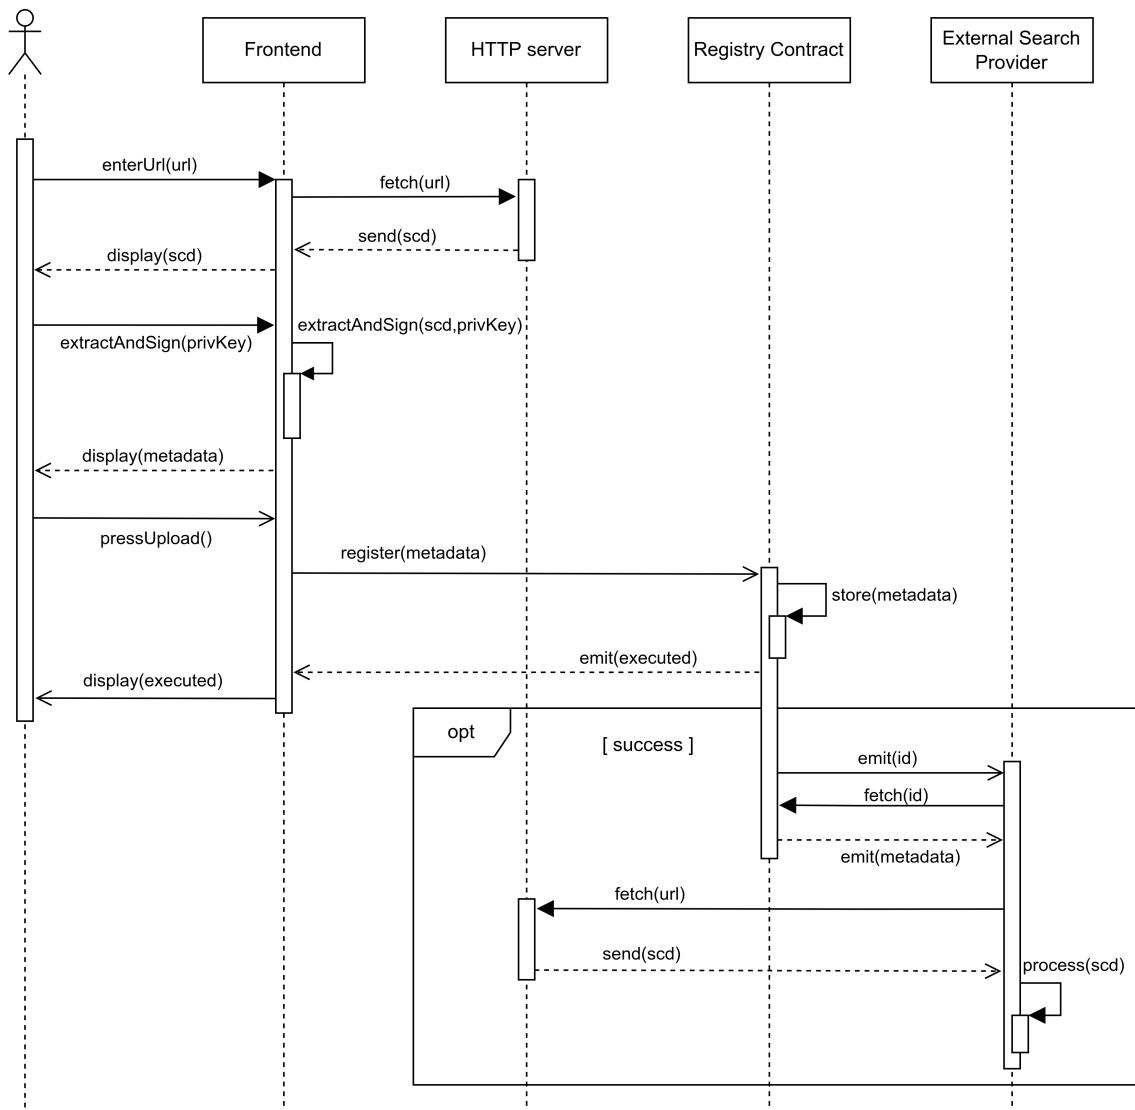 Frontend
HTTP server
Registry Contract
External Search
Provider
enterUrl(url)
fetch(url)
send(scd)
display(scd)
extractAndSign(privKey)
extractAndSign(scd,privKey)
display(metadata)
pressUpload()
register(metadata)
store(metadata)
emit(executed)
display(executed)
opt
[ success ]
emit(id)
fetch(id)
emit(metadata)
fetch(url)
send(scd)
process(scd)